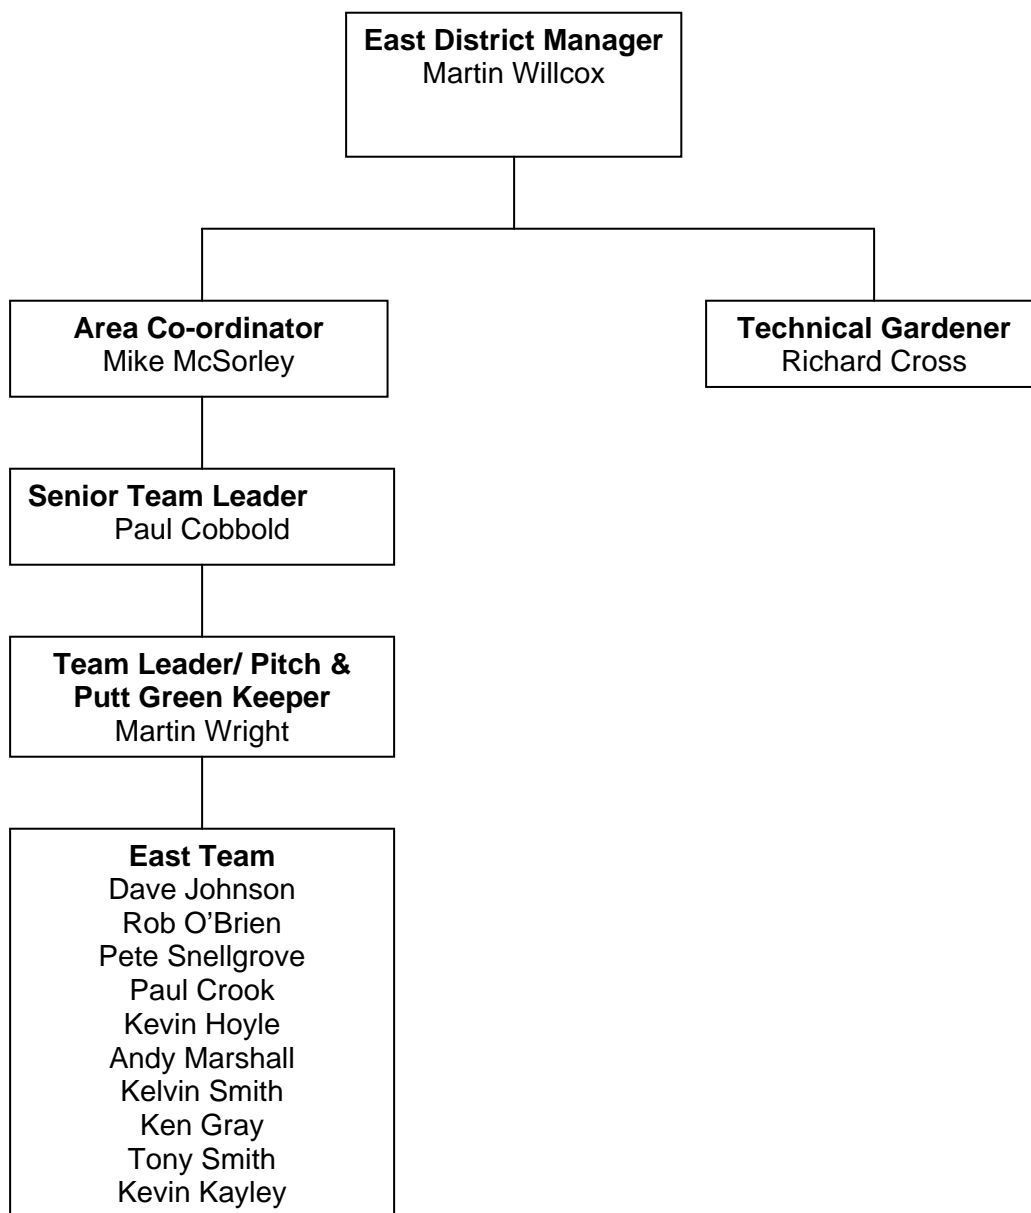 East District Manager
Martin Willcox
Area Co-ordinator
Mike McSorley
Technical Gardener
Richard Cross
Senior Team Leader
Paul Cobbold
Team Leader/ Pitch &
Putt Green Keeper
Martin Wright
East Team
Dave Johnson
Rob O’Brien
Pete Snellgrove
Paul Crook
Kevin Hoyle
Andy Marshall
Kelvin Smith
Ken Gray
Tony Smith
Kevin Kayley